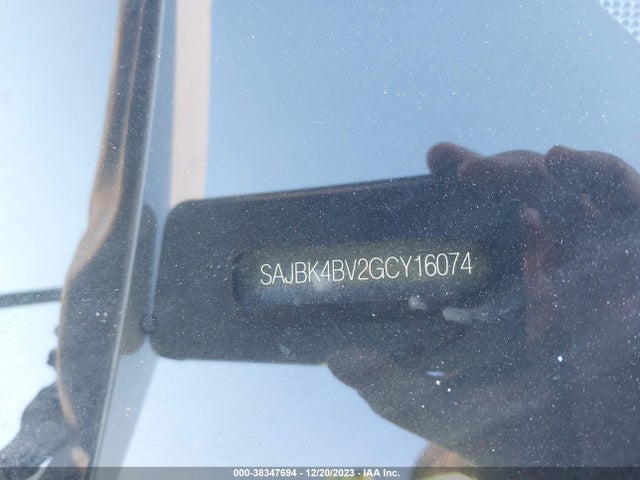 SAJBK4BV2GCY16074
000-38347694 | 12/20/2023 | IAA Inc.